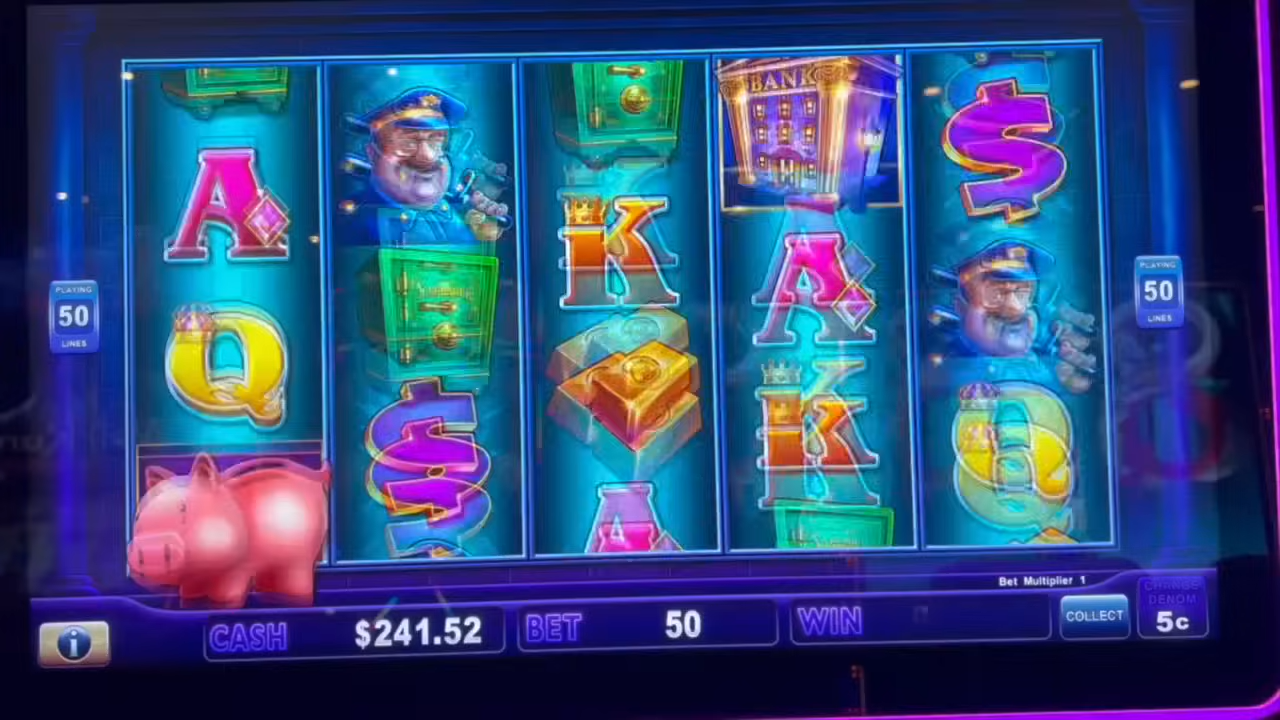 BANK
A
K
A
Q
K
Q
A
PLAYING
50
LINES
PLAYING
50
LINES
Bet Multiplier 1
CASH $241.52 BET 50 WIN COLLECT
CHANGE
DENOM
5¢